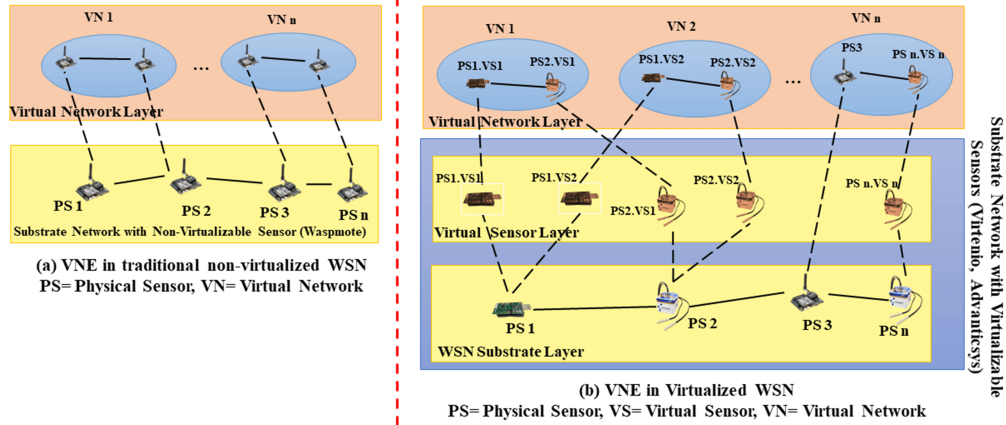 VN 1
VN n
...
Virtual Network Layer
PS 1
PS 2
PS 3
PS n
Substrate Network with Non-Virtualizable Sensor (Waspmote)
(a) VNE in traditional non-virtualized WSN
PS= Physical Sensor, VN= Virtual Network
VN 1
VN 2
VN n
PS1.VS1
PS2.VS1
PS1.VS2
PS2.VS2
...
PS3
PS n.VS n
Virtual Network Layer
PS1.VS1
PS1.VS2
PS2.VS1
PS2.VS2
PS n.VS n
Virtual Sensor Layer
PS 1
PS 2
PS 3
PS n
WSN Substrate Layer
Substrate Network with Virtualizable
Sensors (Virtenio, Advanticsys)
(b) VNE in Virtualized WSN
PS= Physical Sensor, VS= Virtual Sensor, VN= Virtual Network